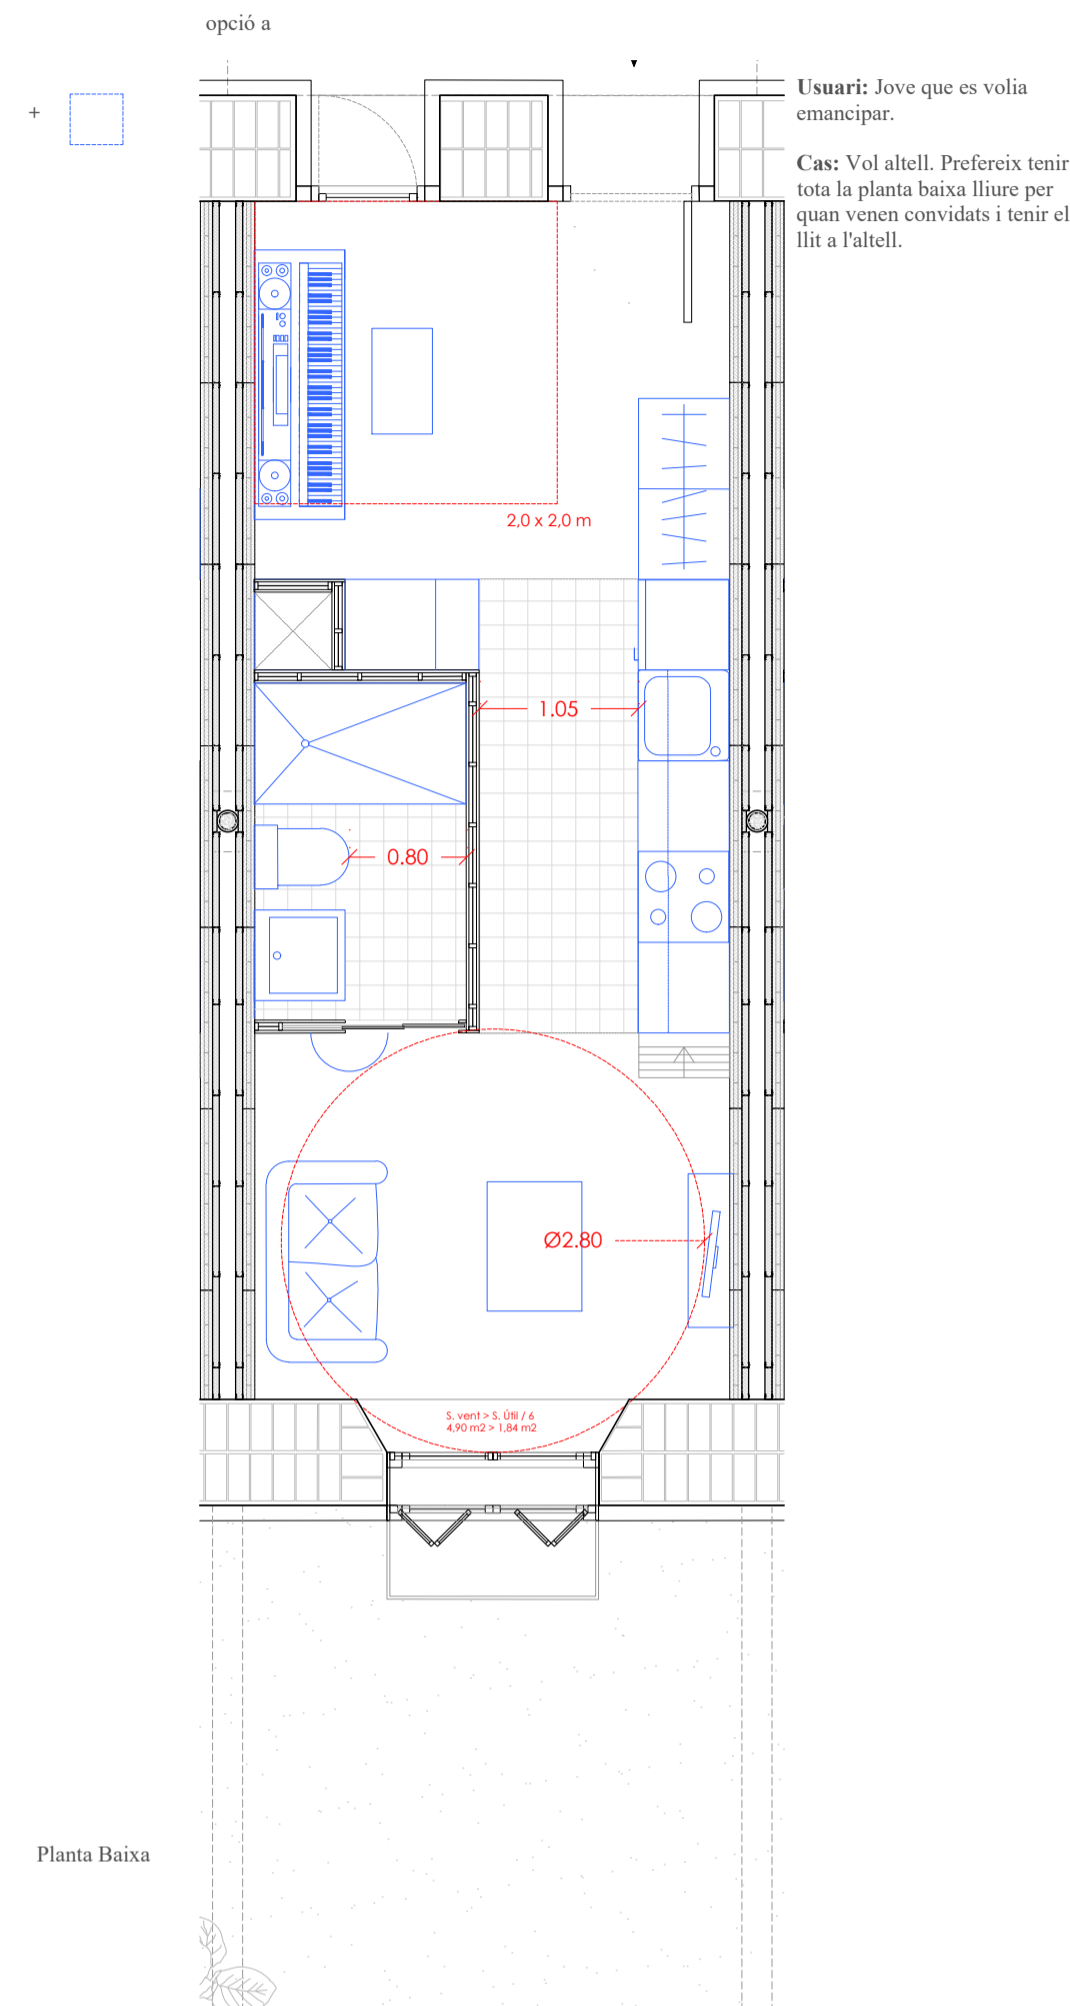 opció a
+
Usuari: Jove que es volia
emancipar.
Cas: Vol altell. Prefereix tenir
tota la planta baixa lliure per
quan venen convidats i tenir el
llit a l'altell.
2,0 x 2,0 m
1.05
0.80
Ø2.80
S. vent > S. Útil / 6
4,90 m2 > 1,84 m2
Planta Baixa